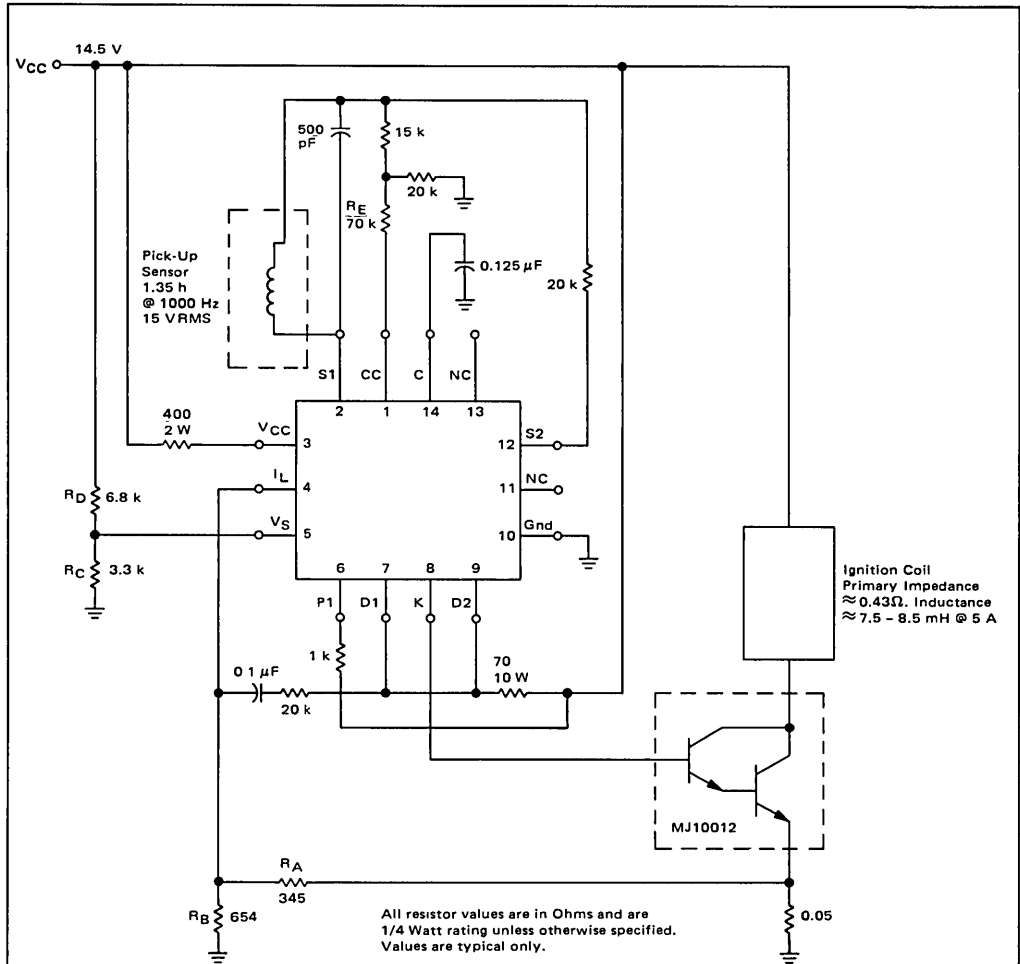 14.5 V
VCC
500
pF
15 k
20 k
RE
70 k
0.125 µF
20 k
Pick-Up
Sensor
1.35 h
@ 1000 Hz
15 VRMS
S1
CC
C
NC
2
1
14
13
400
2 W
VCC
3
12
S2
IL
4
11
NC
RD
6.8 k
VS
5
10
Gnd
RC
3.3 k
6
7
8
9
P1
D1
K
D2
1 k
0 1 µF
20 k
70
10 W
Ignition Coil
Primary Impedance
≈0.43Ω. Inductance
≈7.5 - 8.5 mH @ 5 A
MJ10012
RA
345
RB
654
0.05
All resistor values are in Ohms and are
1/4 Watt rating unless otherwise specified.
Values are typical only.